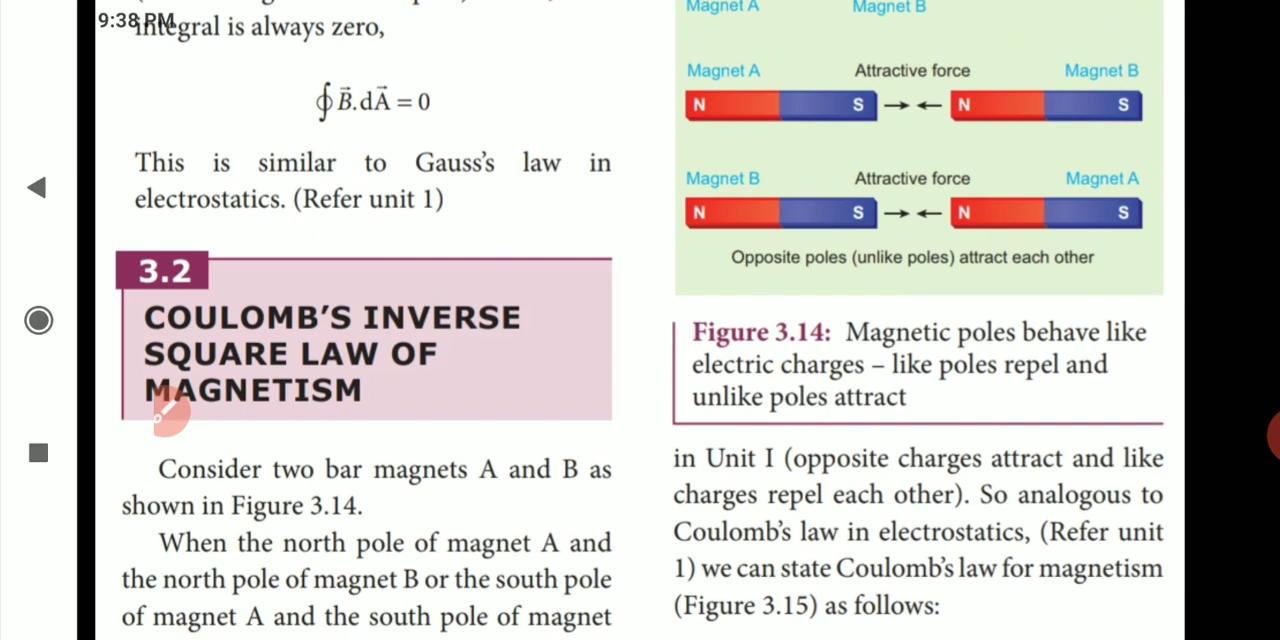 9:38 PM
integral is always zero,
∮B⃗.dA⃗ = 0
This is similar to Gauss's law in
electrostatics. (Refer unit 1)
3.2
COULOMB'S INVERSE
SQUARE LAW OF
MAGNETISM
Consider two bar magnets A and B as
shown in Figure 3.14.
When the north pole of magnet A and
the north pole of magnet B or the south pole
of magnet A and the south pole of magnet
Magnet A Magnet B
Magnet A Attractive force Magnet B
N S N S
Magnet B Attractive force Magnet A
N S N S
Opposite poles (unlike poles) attract each other
Figure 3.14: Magnetic poles behave like
electric charges – like poles repel and
unlike poles attract
in Unit I (opposite charges attract and like
charges repel each other). So analogous to
Coulomb's law in electrostatics, (Refer unit
1) we can state Coulomb's law for magnetism
(Figure 3.15) as follows: